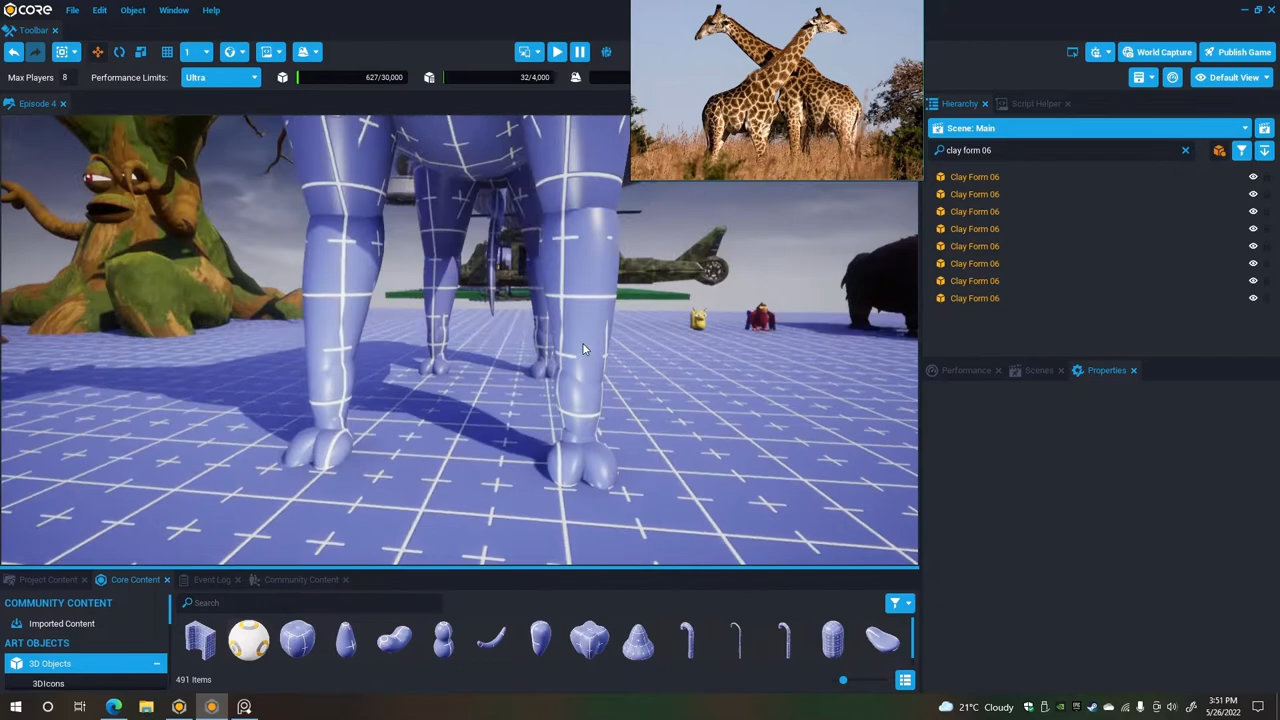 CORE
File
Edit
Object
Window
Help
Toolbar
1
World Capture
Publish Game
Max Players
8
Performance Limits:
Ultra
627/30,000
32/4,000
Default View
Episode 4
Hierarchy
Script Helper
Scene: Main
clay form 06
Clay Form 06
Clay Form 06
Clay Form 06
Clay Form 06
Clay Form 06
Clay Form 06
Clay Form 06
Clay Form 06
Performance
Scenes
Properties
Project Content
Core Content
Event Log
Community Content
COMMUNITY CONTENT
Imported Content
ART OBJECTS
3D Objects
3DIcons
Search
491 Items
21°C Cloudy
3:51 PM
5/26/2022